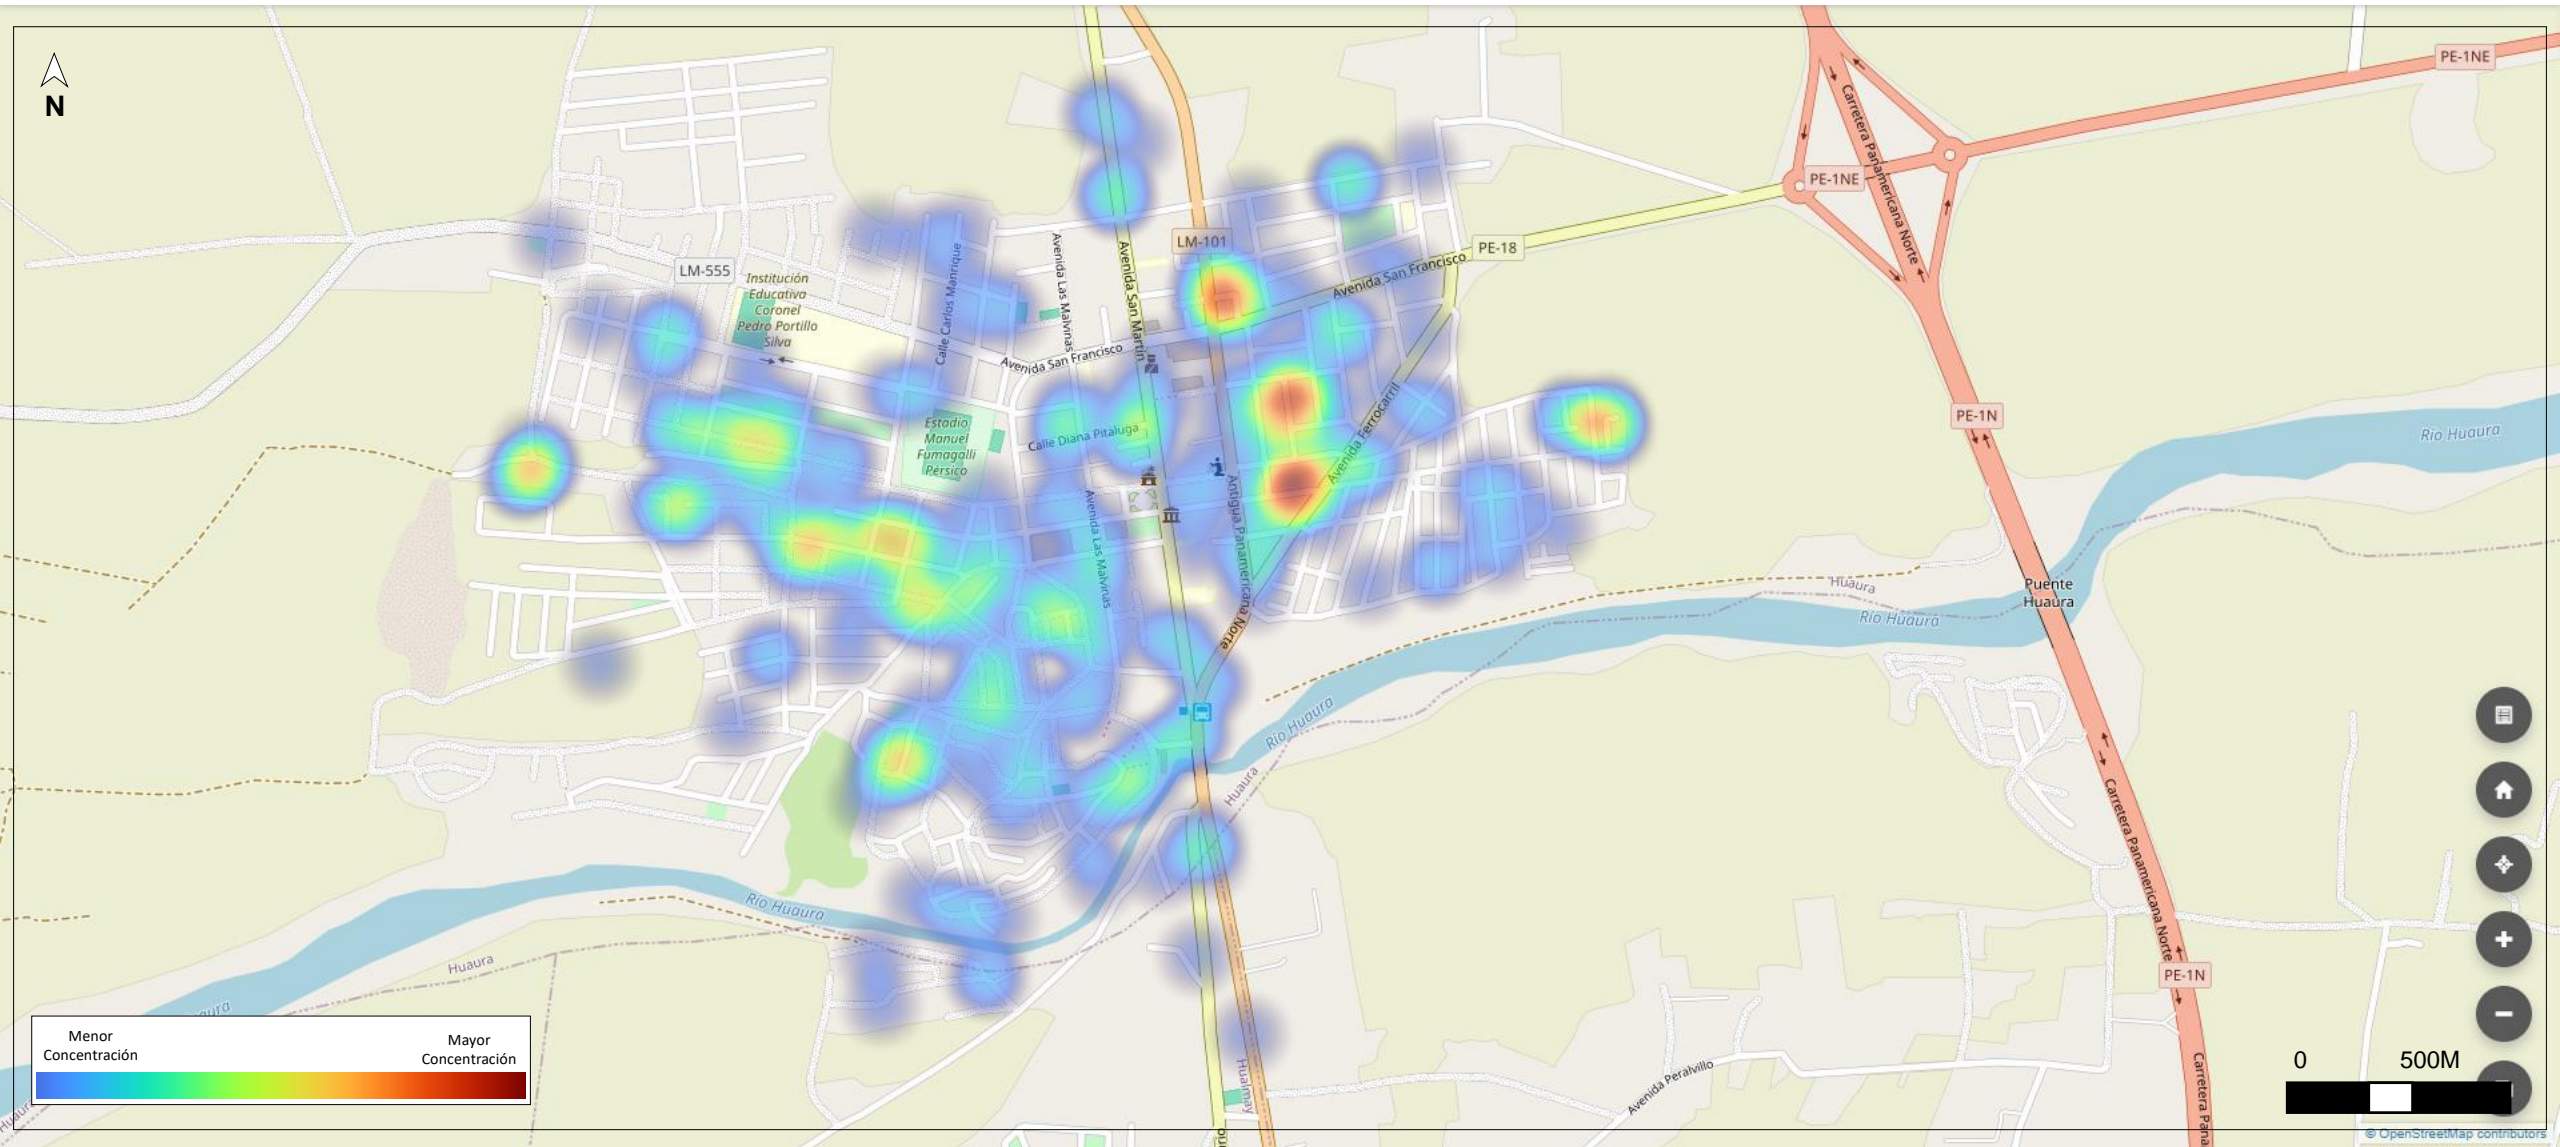 N
PE-1NE
PE-1NE
Carretera Panamericana Norte
LM-101
PE-18
LM-555
Institución
Educativa
Coronel
Pedro Portillo
Silva
Calle Carlos Manrique
Avenida Las Malvinas
Avenida San Martín
Avenida San Francisco
Avenida San Francisco
Estadio
Manuel
Fumagalli
Pérsico
Calle Diana Pitaluga
Avenida Ferrocarril
PE-1N
Río Huaura
Avenida Las Malvinas
Antigua Panamericana Norte
Puente
Huaura
Huaura
Río Huaura
Río Huaura
Huaura
Carretera Panamericana Norte
Río Huaura
Huaura
PE-1N
Menor
Concentración
Mayor
Concentración
Hualmay
Avenida Peralvillo
0 500M
© OpenStreetMap contributors